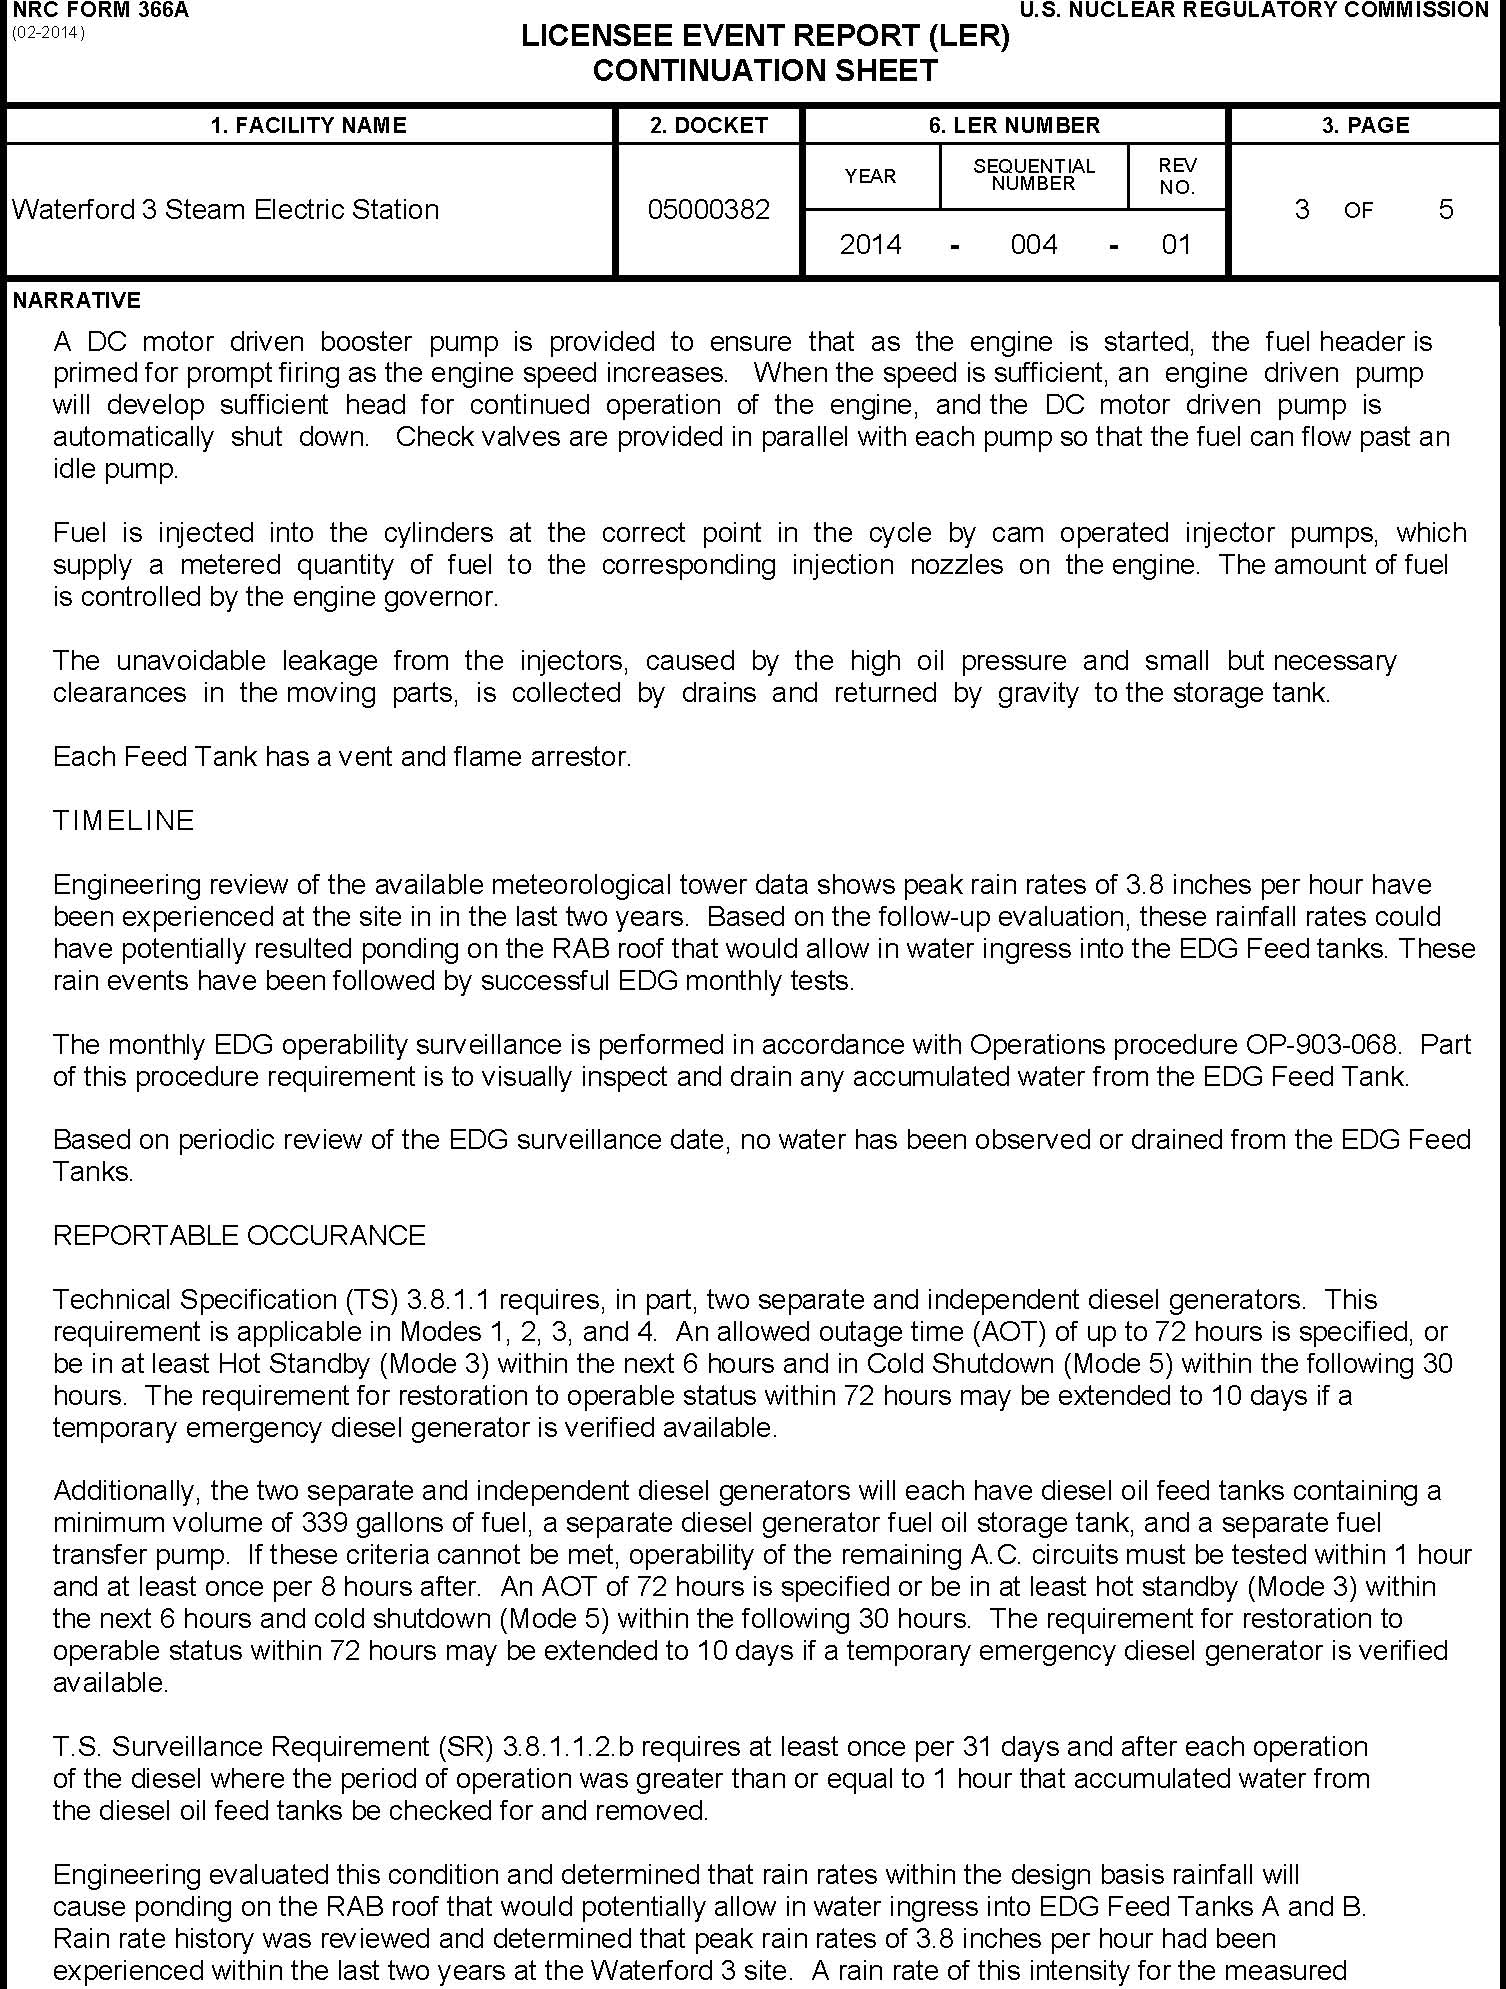 NRC FORM 366A U.S. NUCLEAR REGULATORY COMMISSION
(02-2014)
LICENSEE EVENT REPORT (LER)
CONTINUATION SHEET
1. FACILITY NAME 2. DOCKET 6. LER NUMBER 3. PAGE
Waterford 3 Steam Electric Station 05000382 YEAR SEQUENTIAL NUMBER REV NO. 3 OF 5
2014 - 004 - 01
NARRATIVE
A DC motor driven booster pump is provided to ensure that as the engine is started, the fuel header is
primed for prompt firing as the engine speed increases. When the speed is sufficient, an engine driven pump
will develop sufficient head for continued operation of the engine, and the DC motor driven pump is
automatically shut down. Check valves are provided in parallel with each pump so that the fuel can flow past an
idle pump.
Fuel is injected into the cylinders at the correct point in the cycle by cam operated injector pumps, which
supply a metered quantity of fuel to the corresponding injection nozzles on the engine. The amount of fuel
is controlled by the engine governor.
The unavoidable leakage from the injectors, caused by the high oil pressure and small but necessary
clearances in the moving parts, is collected by drains and returned by gravity to the storage tank.
Each Feed Tank has a vent and flame arrestor.
TIMELINE
Engineering review of the available meteorological tower data shows peak rain rates of 3.8 inches per hour have
been experienced at the site in in the last two years. Based on the follow-up evaluation, these rainfall rates could
have potentially resulted ponding on the RAB roof that would allow in water ingress into the EDG Feed tanks. These
rain events have been followed by successful EDG monthly tests.
The monthly EDG operability surveillance is performed in accordance with Operations procedure OP-903-068. Part
of this procedure requirement is to visually inspect and drain any accumulated water from the EDG Feed Tank.
Based on periodic review of the EDG surveillance date, no water has been observed or drained from the EDG Feed
Tanks.
REPORTABLE OCCURANCE
Technical Specification (TS) 3.8.1.1 requires, in part, two separate and independent diesel generators. This
requirement is applicable in Modes 1, 2, 3, and 4. An allowed outage time (AOT) of up to 72 hours is specified, or
be in at least Hot Standby (Mode 3) within the next 6 hours and in Cold Shutdown (Mode 5) within the following 30
hours. The requirement for restoration to operable status within 72 hours may be extended to 10 days if a
temporary emergency diesel generator is verified available.
Additionally, the two separate and independent diesel generators will each have diesel oil feed tanks containing a
minimum volume of 339 gallons of fuel, a separate diesel generator fuel oil storage tank, and a separate fuel
transfer pump. If these criteria cannot be met, operability of the remaining A.C. circuits must be tested within 1 hour
and at least once per 8 hours after. An AOT of 72 hours is specified or be in at least hot standby (Mode 3) within
the next 6 hours and cold shutdown (Mode 5) within the following 30 hours. The requirement for restoration to
operable status within 72 hours may be extended to 10 days if a temporary emergency diesel generator is verified
available.
T.S. Surveillance Requirement (SR) 3.8.1.1.2.b requires at least once per 31 days and after each operation
of the diesel where the period of operation was greater than or equal to 1 hour that accumulated water from
the diesel oil feed tanks be checked for and removed.
Engineering evaluated this condition and determined that rain rates within the design basis rainfall will
cause ponding on the RAB roof that would potentially allow in water ingress into EDG Feed Tanks A and B.
Rain rate history was reviewed and determined that peak rain rates of 3.8 inches per hour had been
experienced within the last two years at the Waterford 3 site. A rain rate of this intensity for the measured